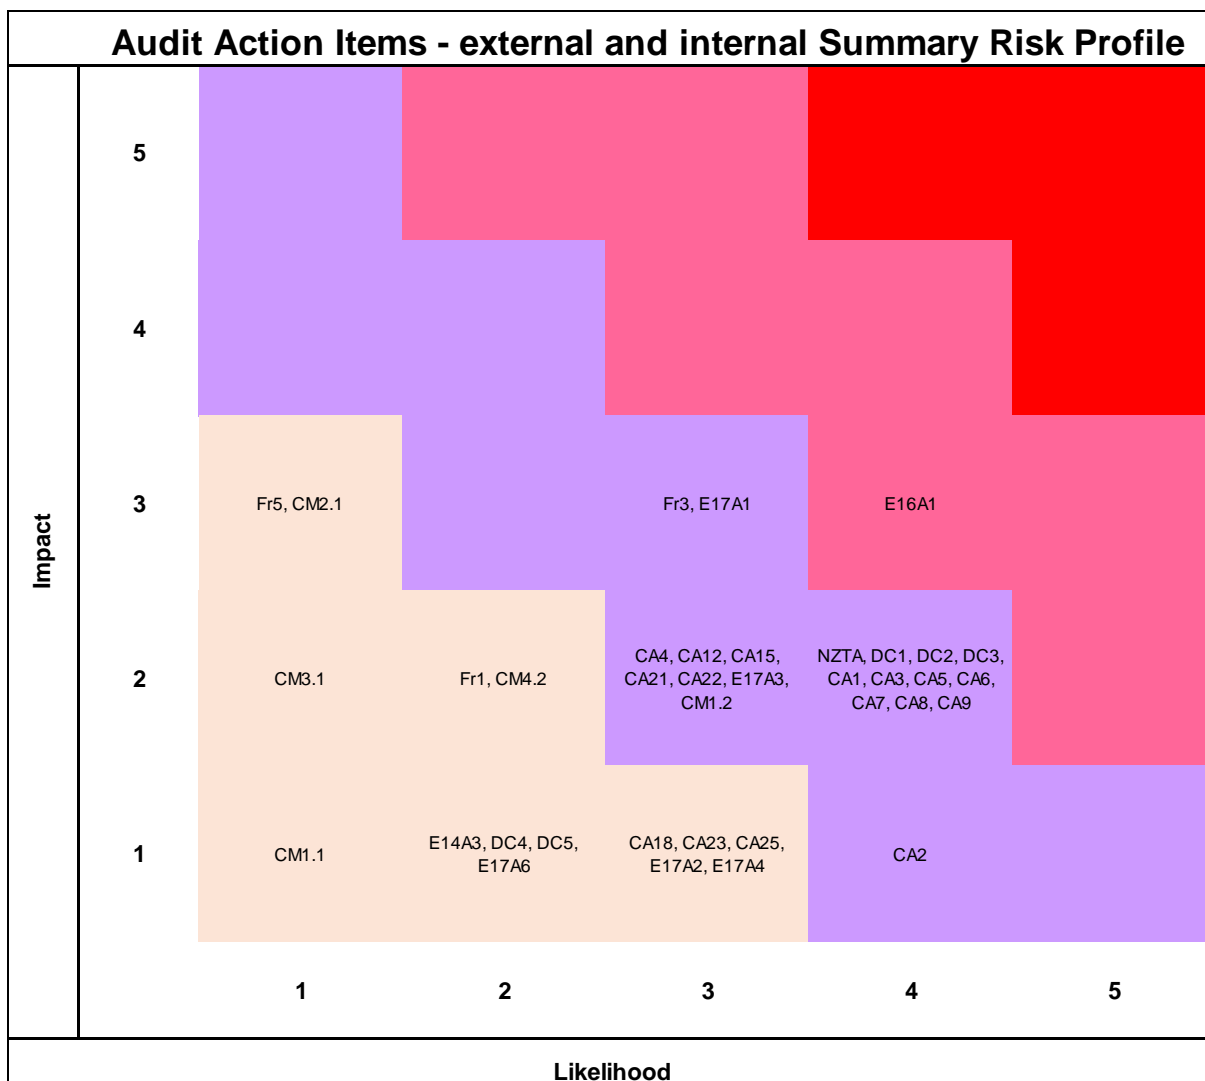 Audit Action Items - external and internal Summary Risk Profile
Impact
5
4
3
Fr5, CM2.1
Fr3, E17A1
E16A1
2
CM3.1
Fr1, CM4.2
CA4, CA12, CA15,
CA21, CA22, E17A3,
CM1.2
NZTA, DC1, DC2, DC3,
CA1, CA3, CA5, CA6,
CA7, CA8, CA9
1
CM1.1
E14A3, DC4, DC5,
E17A6
CA18, CA23, CA25,
E17A2, E17A4
CA2
1
2
3
4
5
Likelihood